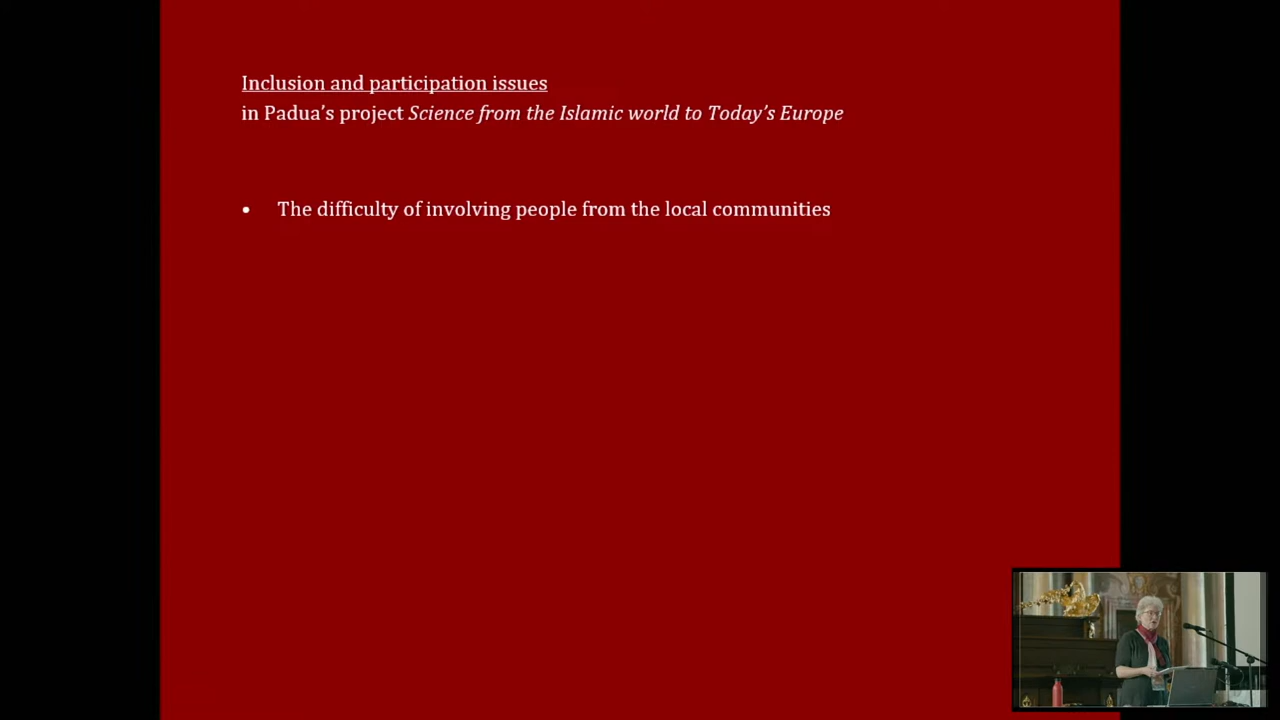 Inclusion and participation issues
in Padua's project Science from the Islamic world to Today's Europe
• The difficulty of involving people from the local communities